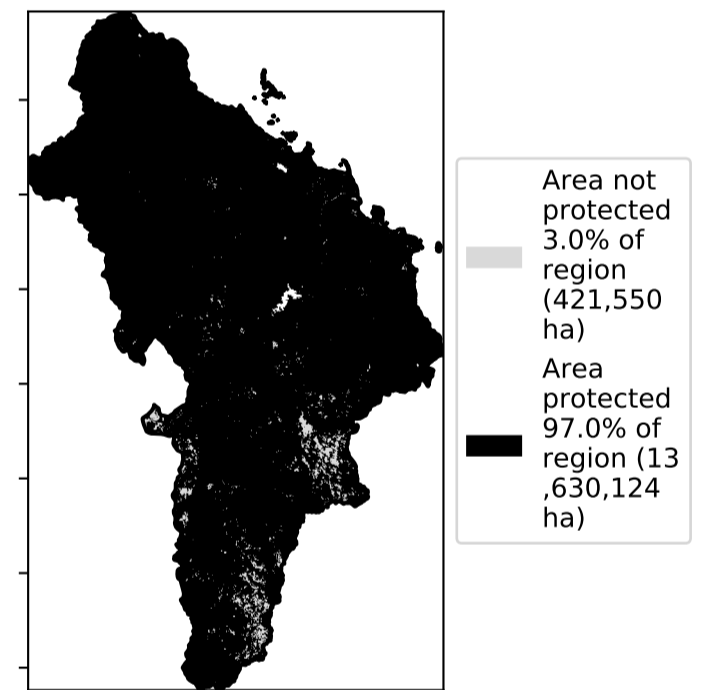 Area not
protected
3.0% of
region
(421,550
ha)
Area
protected
97.0% of
region (13
,630,124
ha)